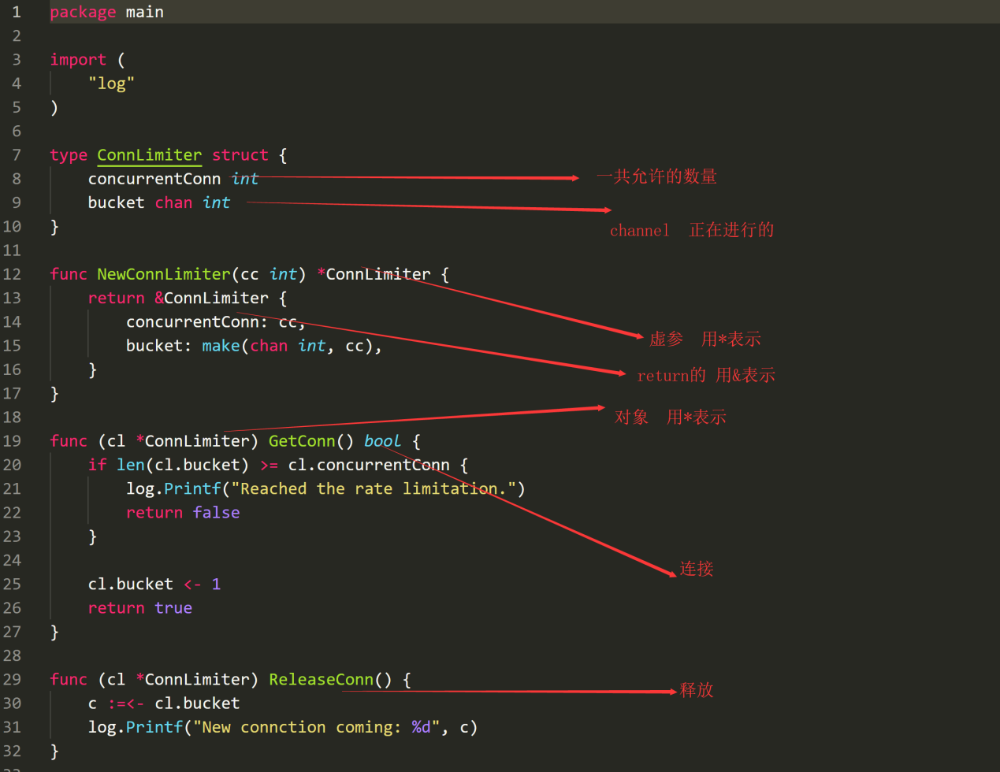 1 package main
2
3 import (
4 "log"
5 )
6
7 type ConnLimiter struct {
8 concurrentConn int 一共允许的数量
9 bucket chan int
channel 正在进行的
10 }
11
12 func NewConnLimiter(cc int) *ConnLimiter {
13 return &ConnLimiter {
14 concurrentConn: cc,
虚参 用*表示
15 bucket: make(chan int, cc),
16 }
return的 用&表示
17 }
18
对象 用*表示
19 func (cl *ConnLimiter) GetConn() bool {
20 if len(cl.bucket) >= cl.concurrentConn {
21 log.Printf("Reached the rate limitation.")
22 return false
23 }
24
连接
25 cl.bucket <- 1
26 return true
27 }
28
29 func (cl *ConnLimiter) ReleaseConn() {
释放
30 c :=<- cl.bucket
31 log.Printf("New connction coming: %d", c)
32 }